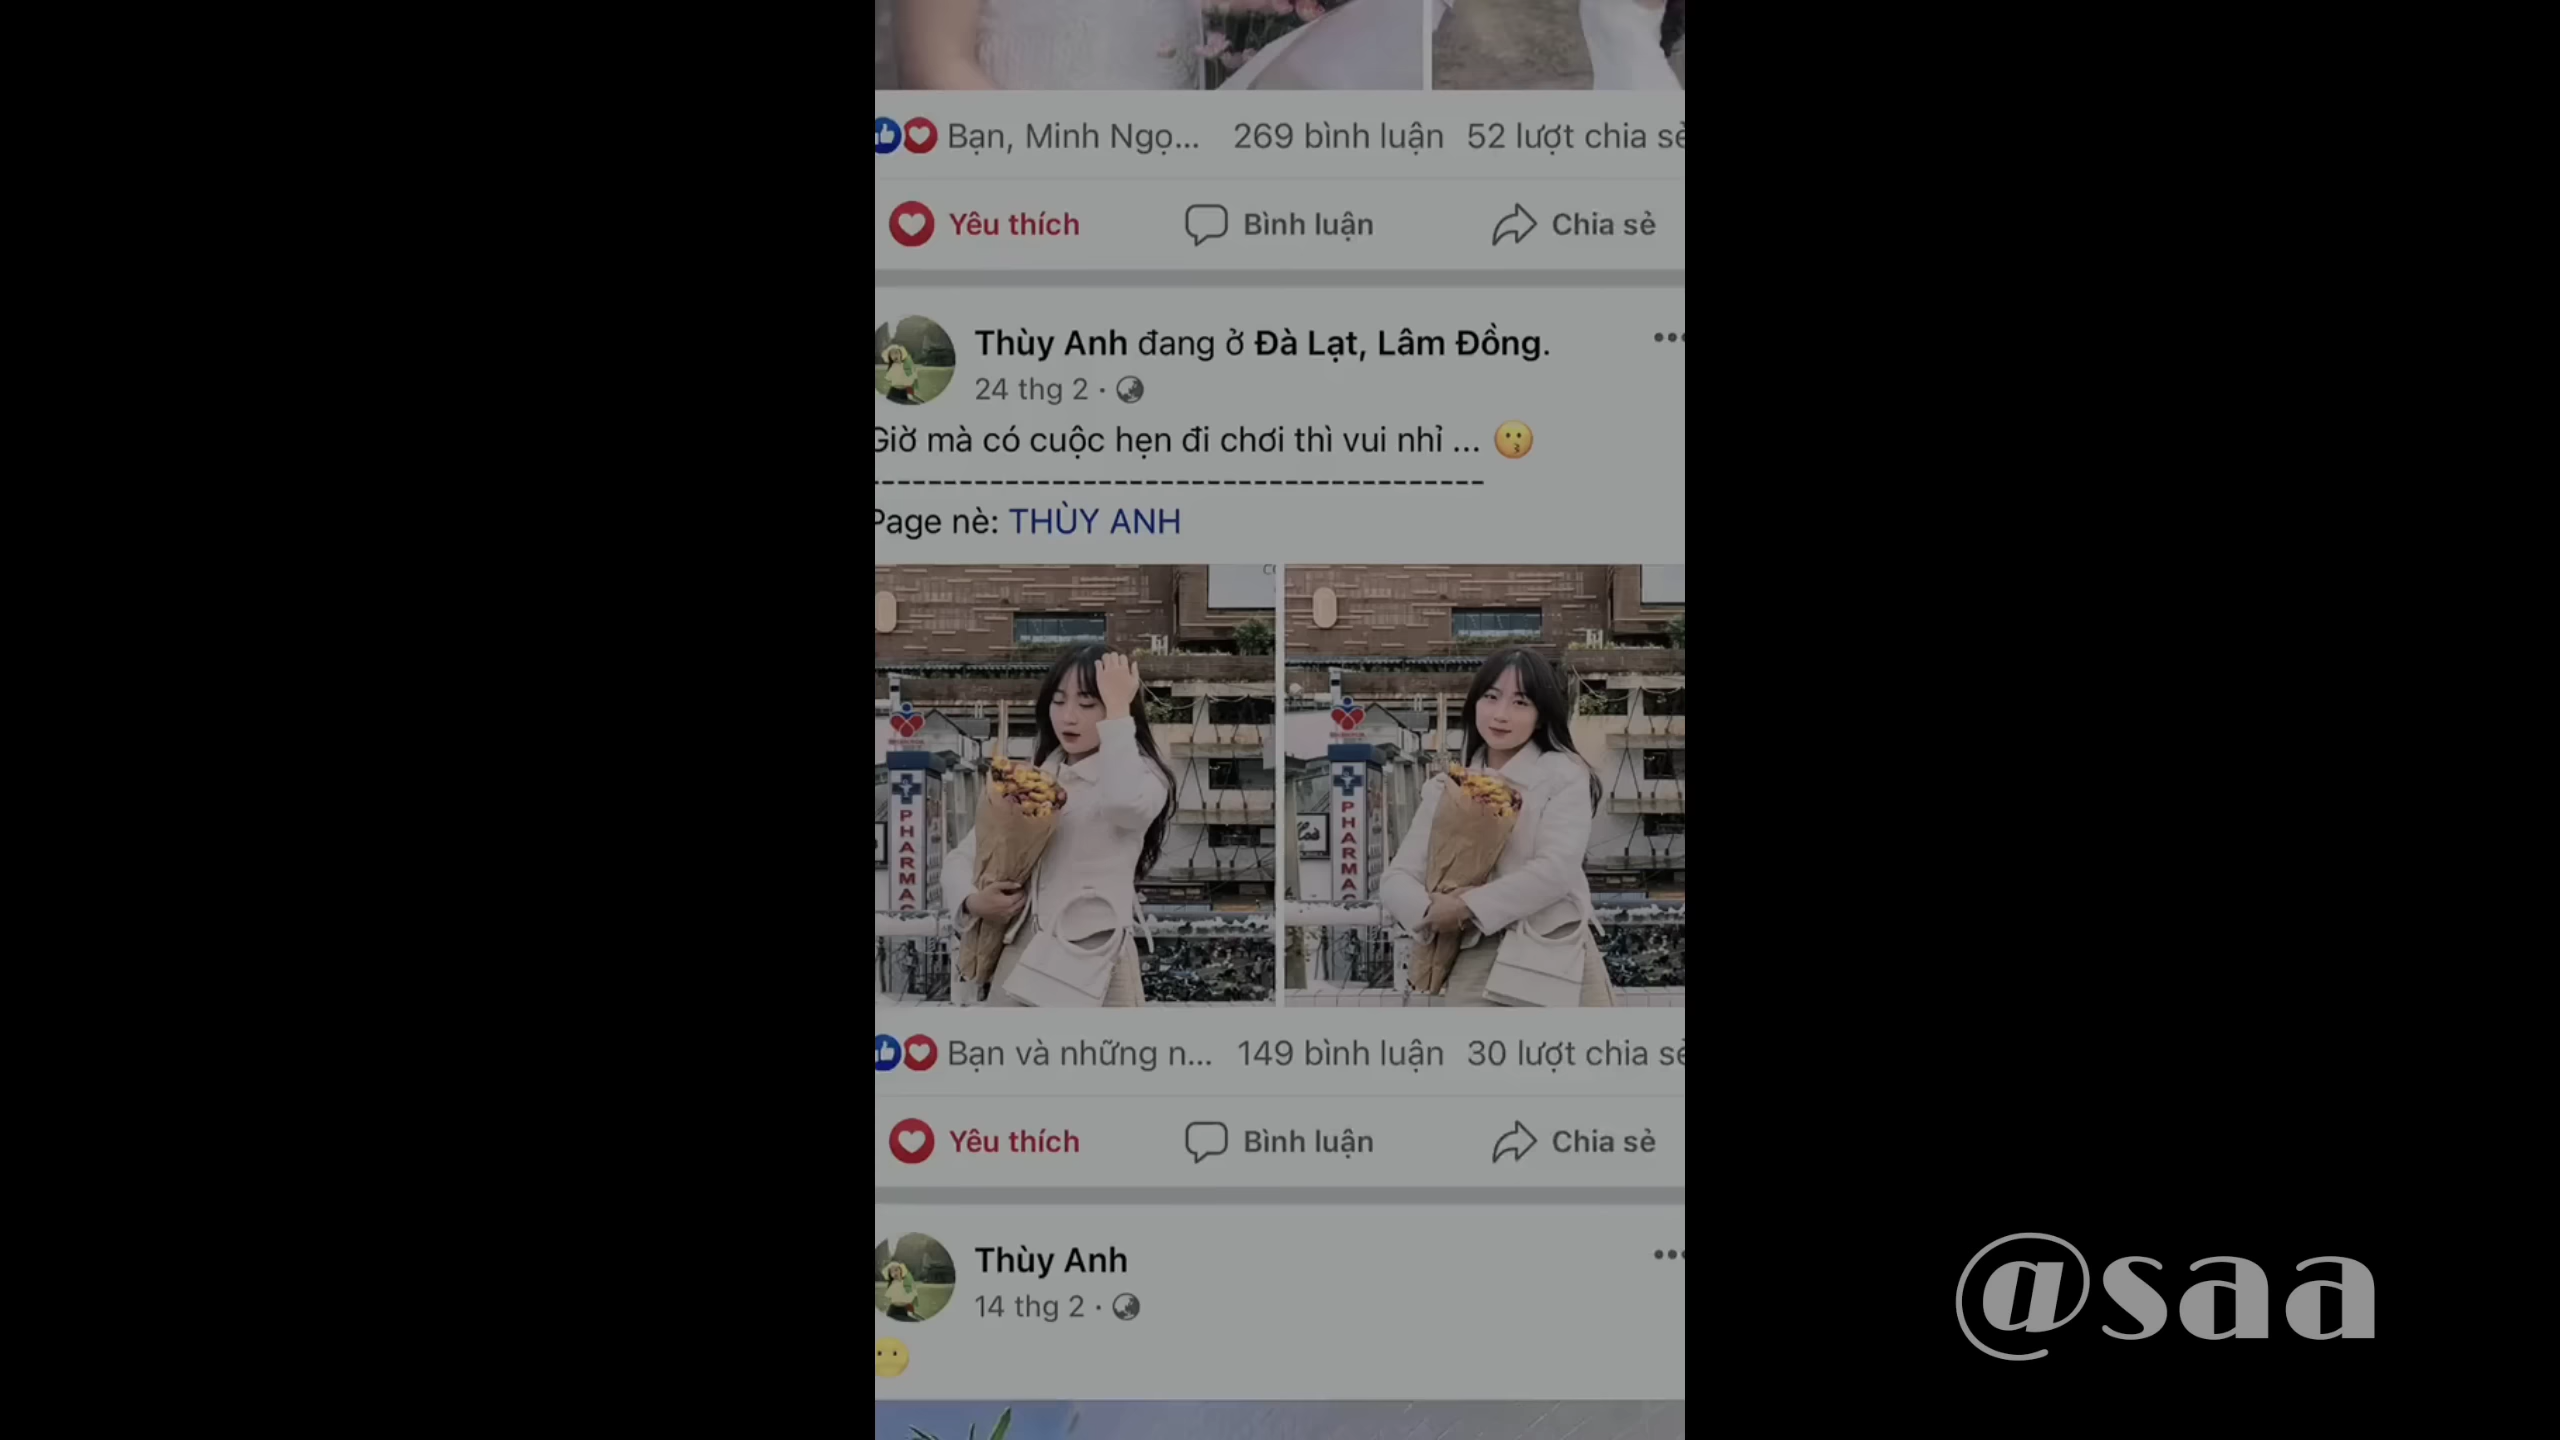 Bạn, Minh Ngọ... 269 bình luận 52 lượt chia sẻ
Yêu thích Bình luận Chia sẻ
Thùy Anh đang ở Đà Lạt, Lâm Đồng.
24 thg 2 ·
Giờ mà có cuộc hẹn đi chơi thì vui nhỉ ... 😗
----------------------------------------
Page nè: THÙY ANH
PHARMAC
PHARMAC
Bạn và những n... 149 bình luận 30 lượt chia sẻ
Yêu thích Bình luận Chia sẻ
Thùy Anh
14 thg 2 ·
@saa